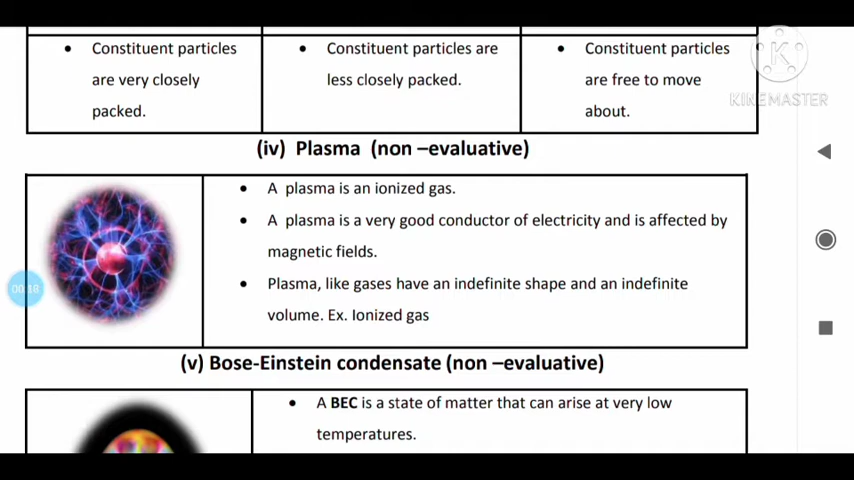 Constituent particles
are very closely
packed.
Constituent particles are
less closely packed.
Constituent particles
are free to move
about.
KINEMASTER
(iv) Plasma (non –evaluative)
A plasma is an ionized gas.
A plasma is a very good conductor of electricity and is affected by
magnetic fields.
Plasma, like gases have an indefinite shape and an indefinite
volume. Ex. Ionized gas
00:18
(v) Bose-Einstein condensate (non –evaluative)
A BEC is a state of matter that can arise at very low
temperatures.